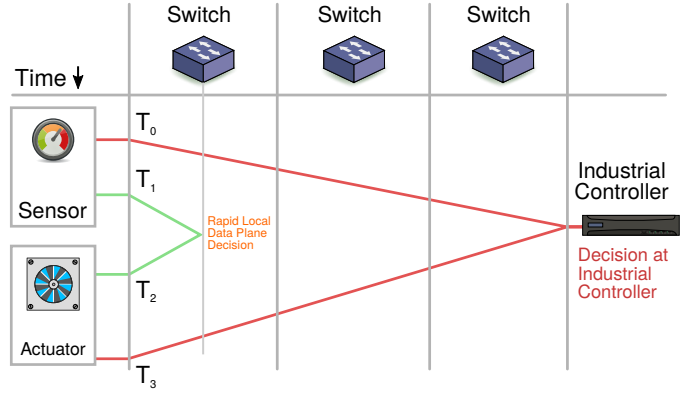 Switch
Switch
Switch
Time
T0
T1
Sensor
Rapid Local
Data Plane
Decision
Industrial
Controller
Decision at
Industrial
Controller
T2
Actuator
T3